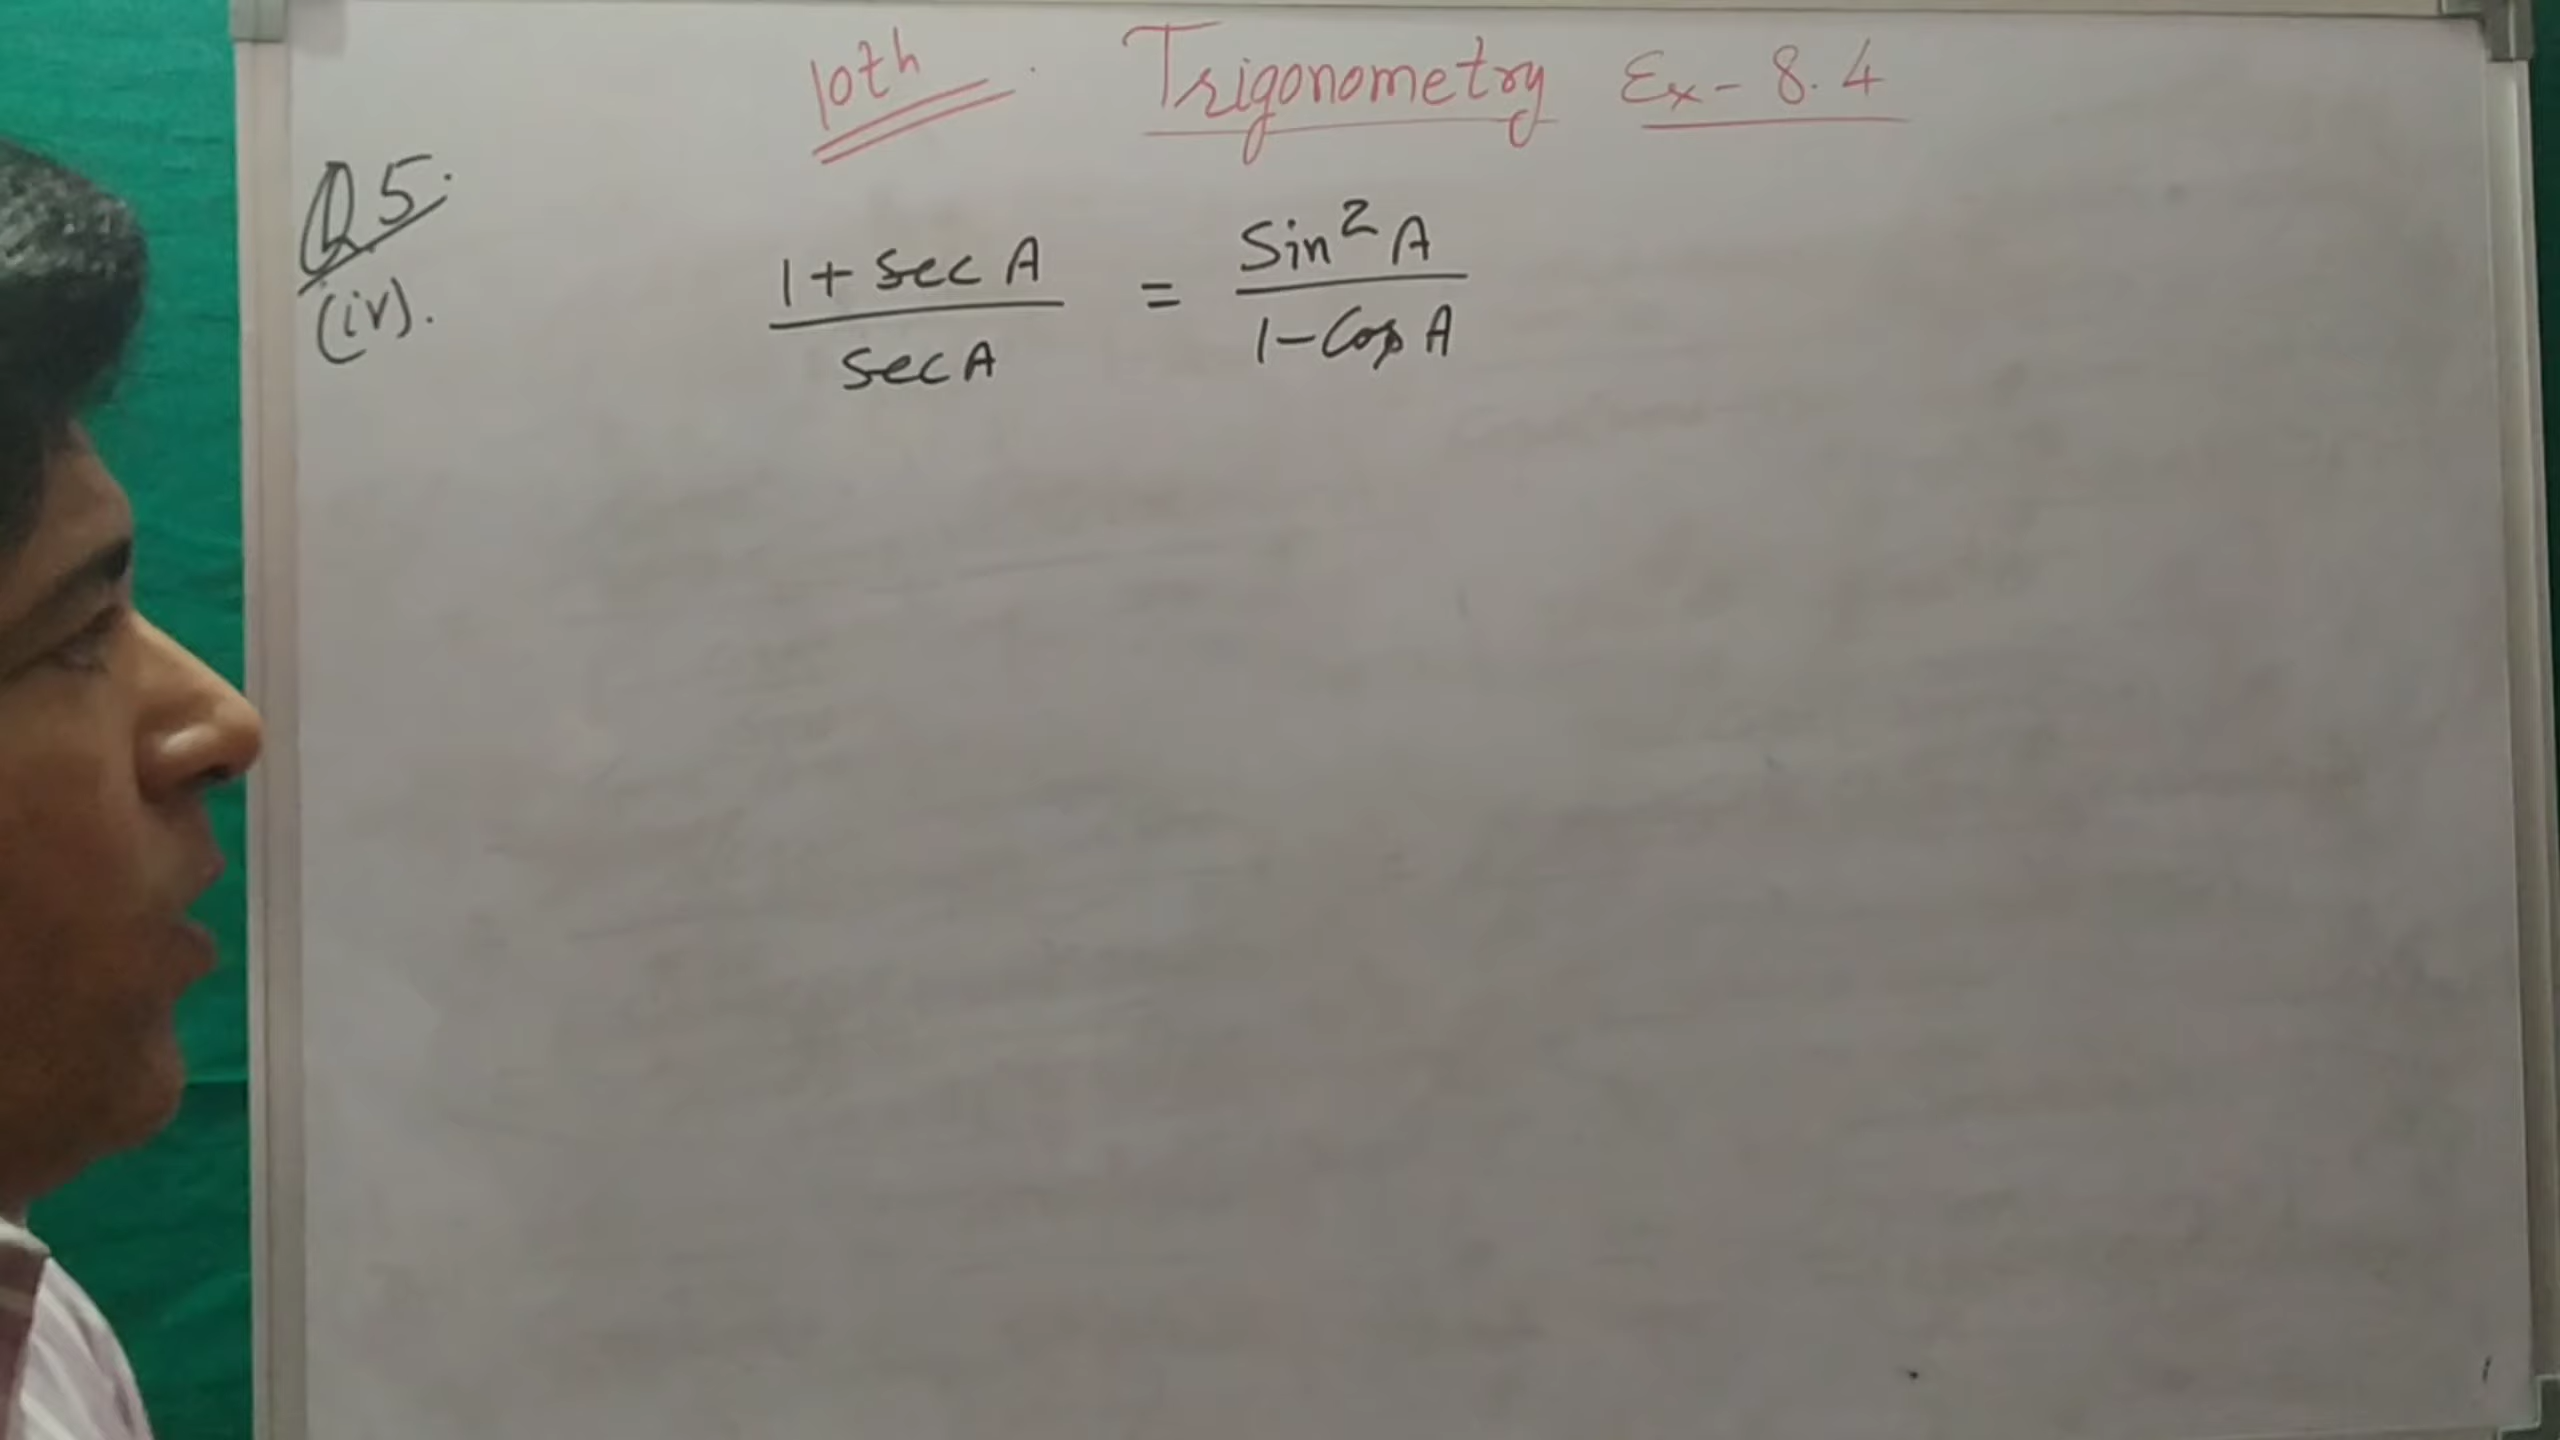 10th. Trigonometry Ex- 8.4
Q5.
(iv). 1 + sec A / sec A = Sin² A / 1 - Cos A